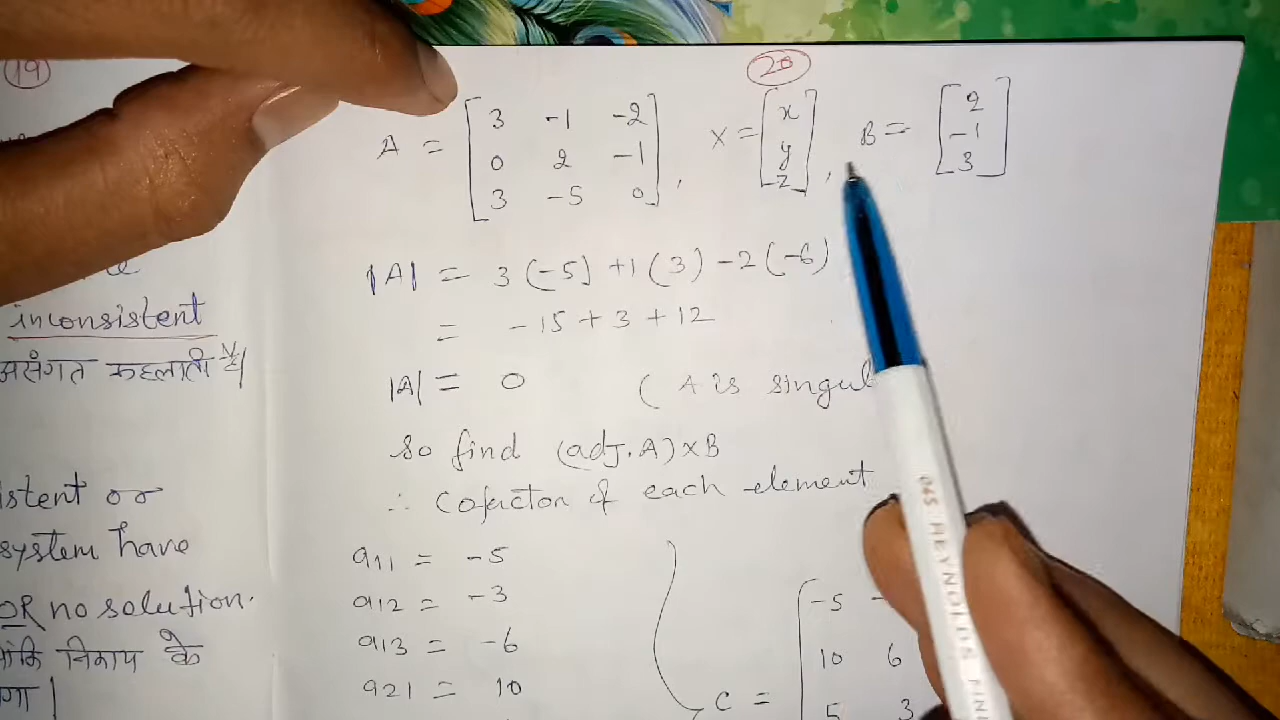 19
inconsistent
असंगत कहलाती है|
istent or
system have
OR no solution.
निकाय के
गा |
20
A = [3 -1 -2
0 2 -1
3 -5 0], X = [x
y
z], B = [2
-1
3]
|A| = 3(-5) +1(3) -2(-6)
= -15 + 3 + 12
|A| = 0 (A is singul
so find (adj.A)×B
∴ cofactor of each element
a11 = -5
a12 = -3
a13 = -6
a21 = 10
-5 -
10 6
C = 5 3
045 REYNOLDS FINE